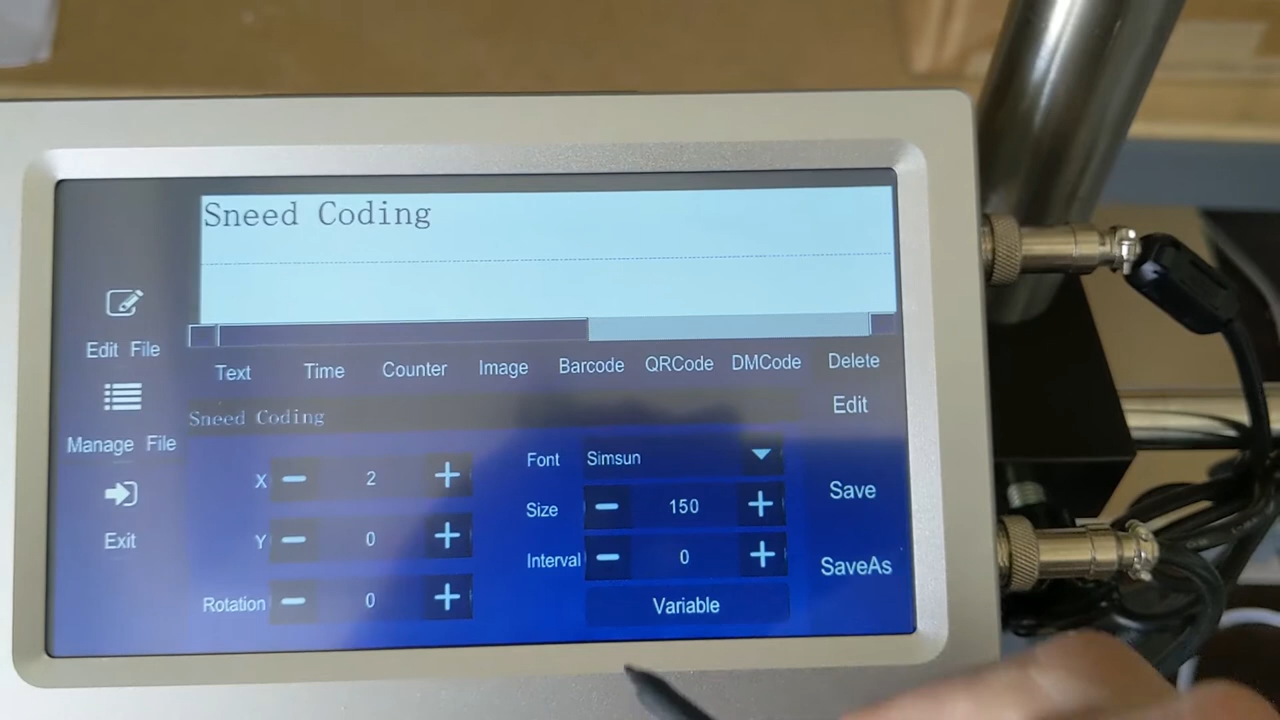 Sneed Coding
Edit File
Manage File
Exit
Text Time Counter Image Barcode QRCode DMCode Delete
Sneed Coding
Edit
X 2
Y 0
Rotation 0
Font Simsun
Size 150
Interval 0
Variable
Save
SaveAs